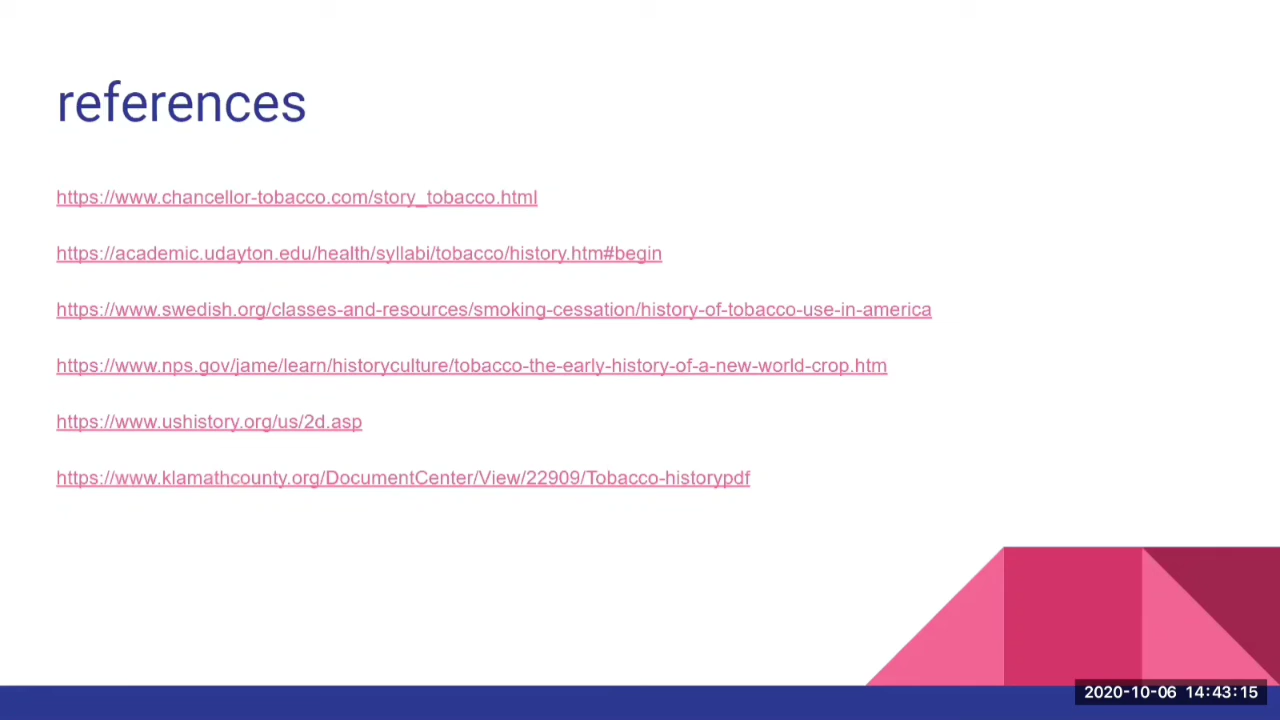 references
https://www.chancellor-tobacco.com/story_tobacco.html
https://academic.udayton.edu/health/syllabi/tobacco/history.htm#begin
https://www.swedish.org/classes-and-resources/smoking-cessation/history-of-tobacco-use-in-america
https://www.nps.gov/jame/learn/historyculture/tobacco-the-early-history-of-a-new-world-crop.htm
https://www.ushistory.org/us/2d.asp
https://www.klamathcounty.org/DocumentCenter/View/22909/Tobacco-historypdf
2020-10-06 14:43:15